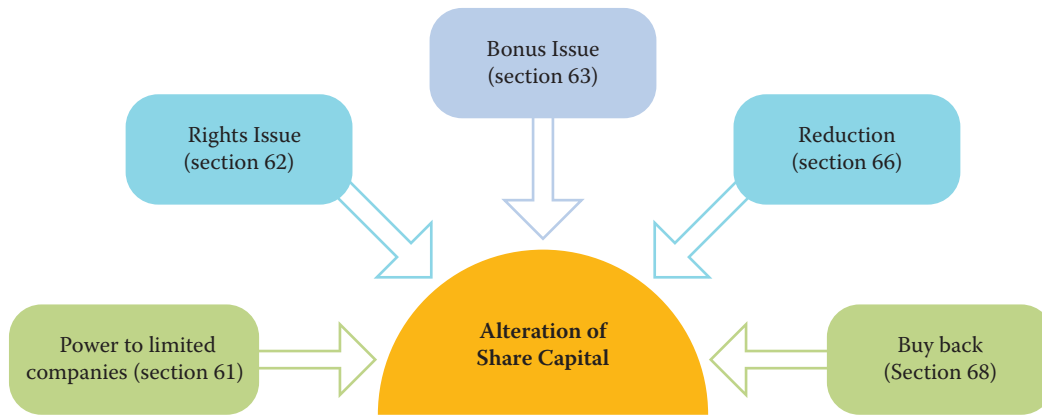 Bonus Issue
(section 63)
Rights Issue
(section 62)
Reduction
(section 66)
Power to limited
companies (section 61)
Alteration of
Share Capital
Buy back
(Section 68)